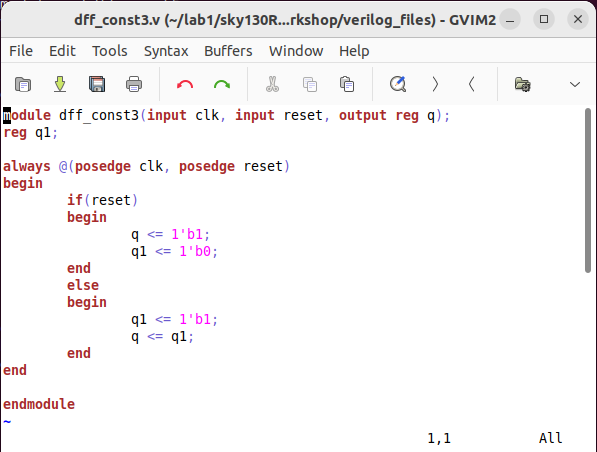 dff_const3.v (~/lab1/sky130R...rkshop/verilog_files) - GVIM2
File Edit Tools Syntax Buffers Window Help
module dff_const3(input clk, input reset, output reg q);
reg q1;
always @(posedge clk, posedge reset)
begin
if(reset)
begin
q <= 1'b1;
q1 <= 1'b0;
end
else
begin
q1 <= 1'b1;
q <= q1;
end
end
endmodule
~
1,1 All